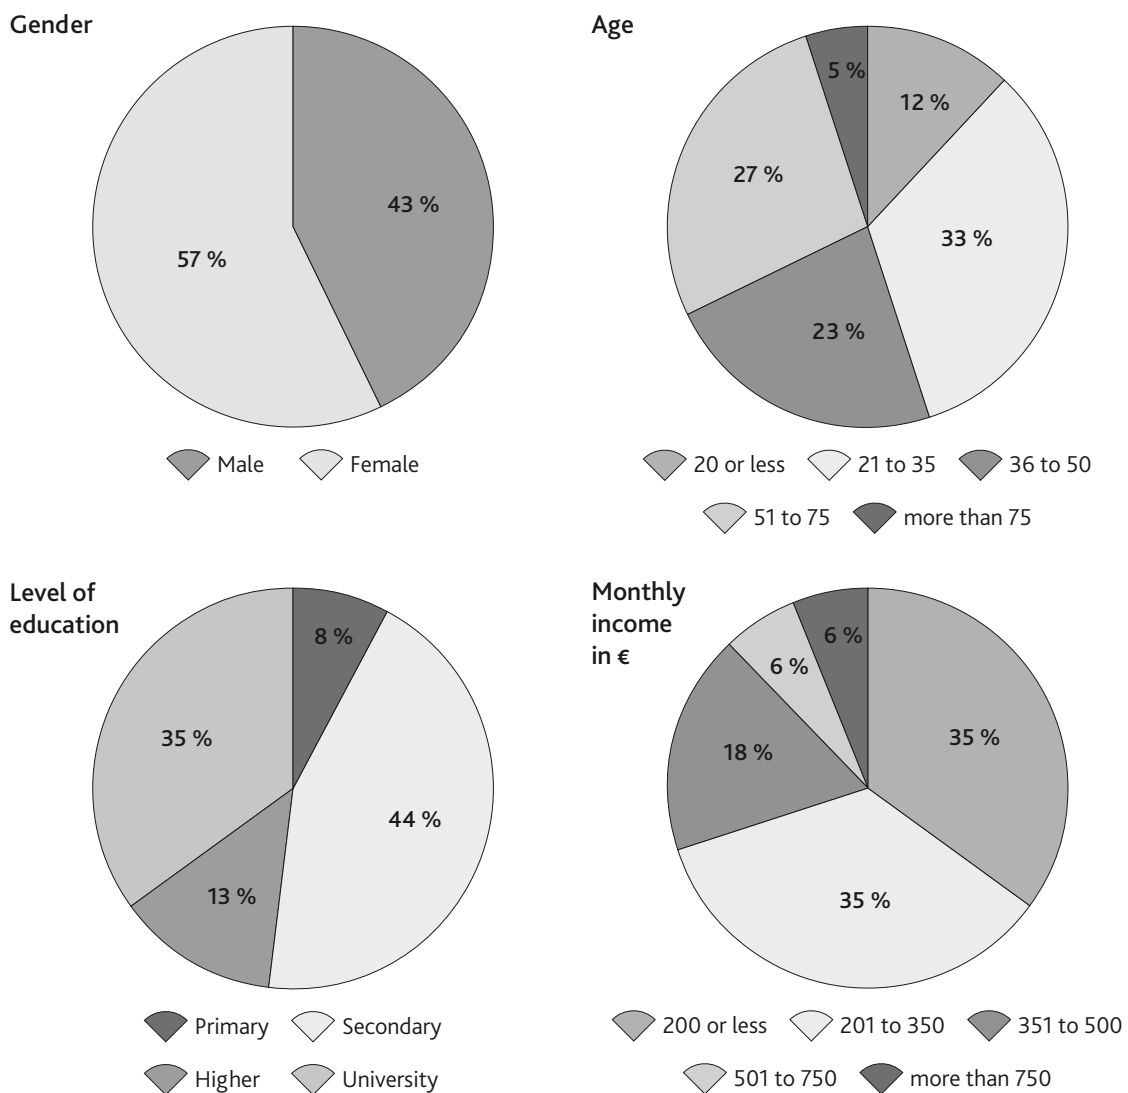 Gender
43 %
57 %
Male Female
Age
5 %
12 %
27 %
33 %
23 %
20 or less 21 to 35 36 to 50
51 to 75 more than 75
Level of
education
8 %
35 %
44 %
13 %
Primary Secondary
Higher University
Monthly
income
in €
6 %
6 %
35 %
18 %
35 %
200 or less 201 to 350 351 to 500
501 to 750 more than 750